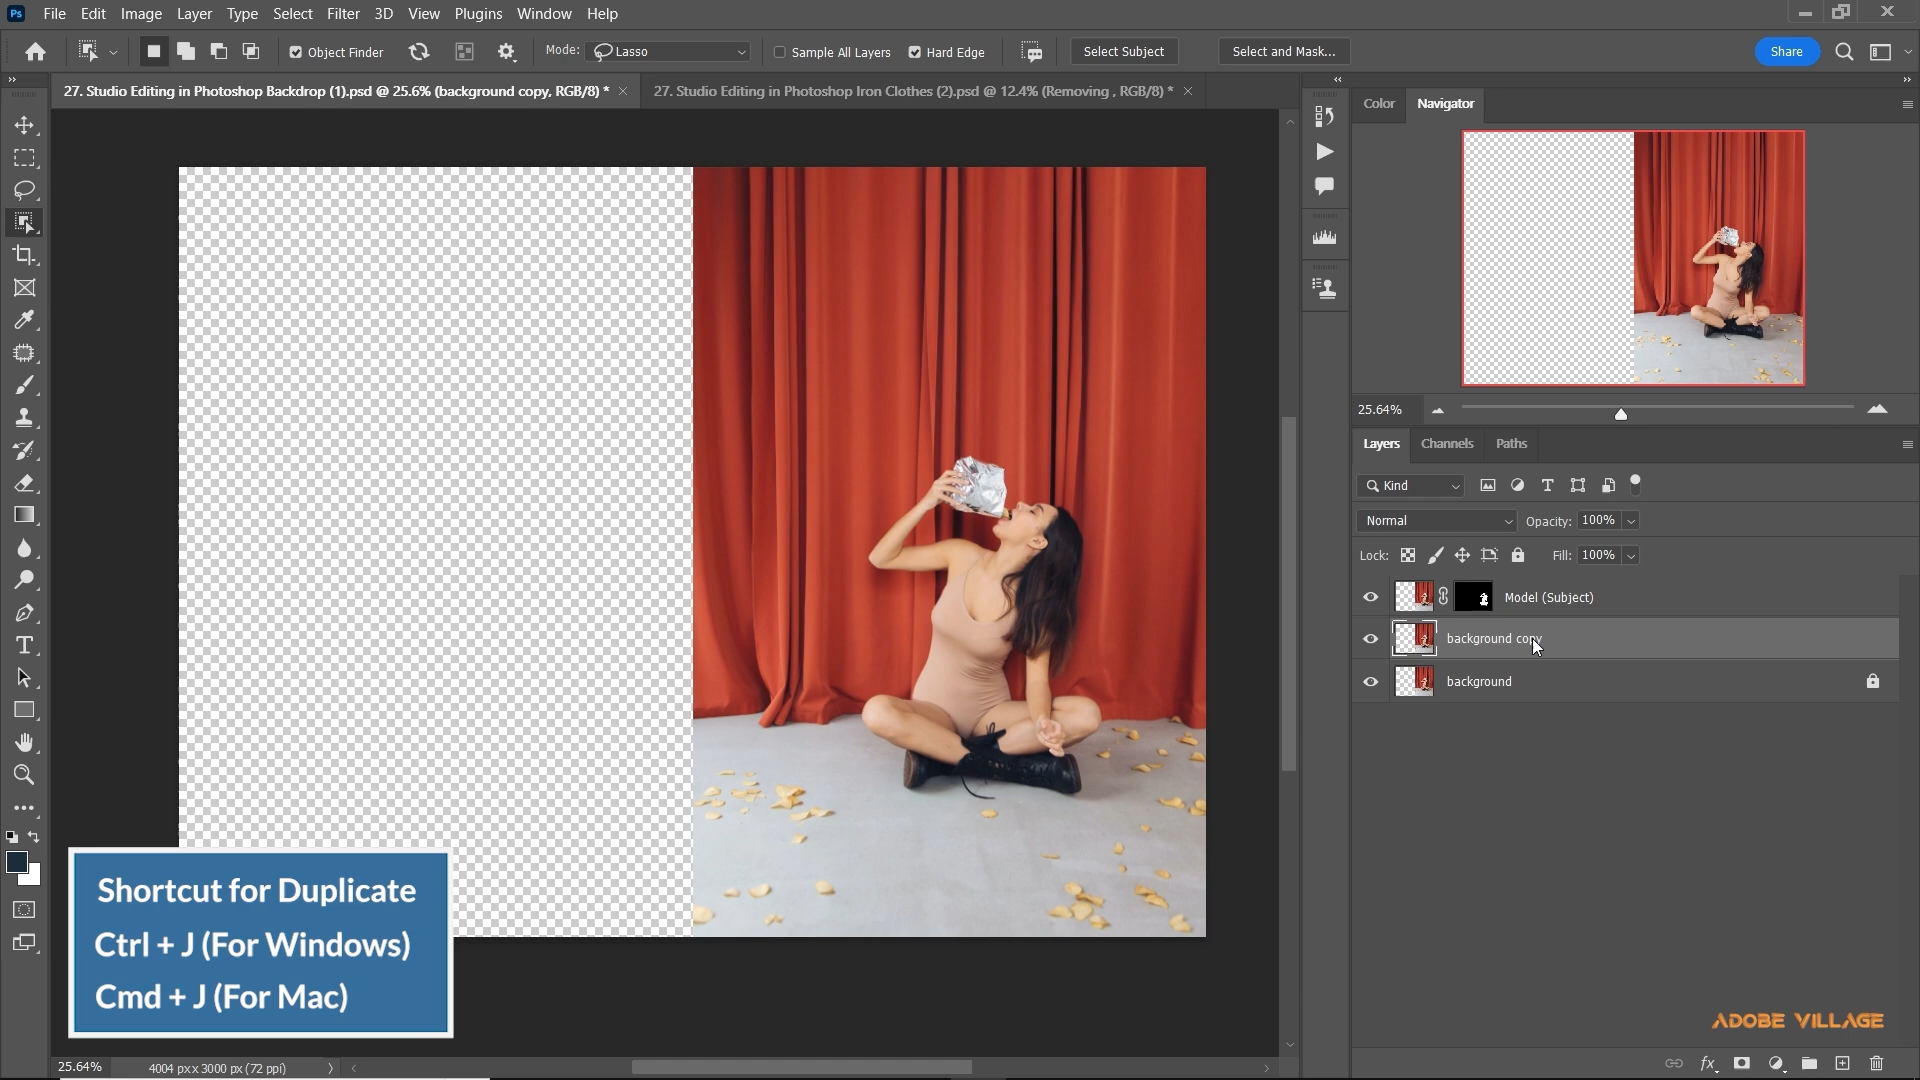 Ps File Edit Image Layer Type Select Filter 3D View Plugins Window Help
Object Finder Mode: Lasso Sample All Layers Hard Edge Select Subject Select and Mask... Share
27. Studio Editing in Photoshop Backdrop (1).psd @ 25.6% (background copy, RGB/8) * 27. Studio Editing in Photoshop Iron Clothes (2).psd @ 12.4% (Removing , RGB/8) *
Color Navigator
25.64%
Layers Channels Paths
Kind
Normal Opacity: 100%
Lock: Fill: 100%
Model (Subject)
background copy
background
Shortcut for Duplicate
Ctrl + J (For Windows)
Cmd + J (For Mac)
ADOBE VILLAGE
25.64% 4004 px x 3000 px (72 ppi)